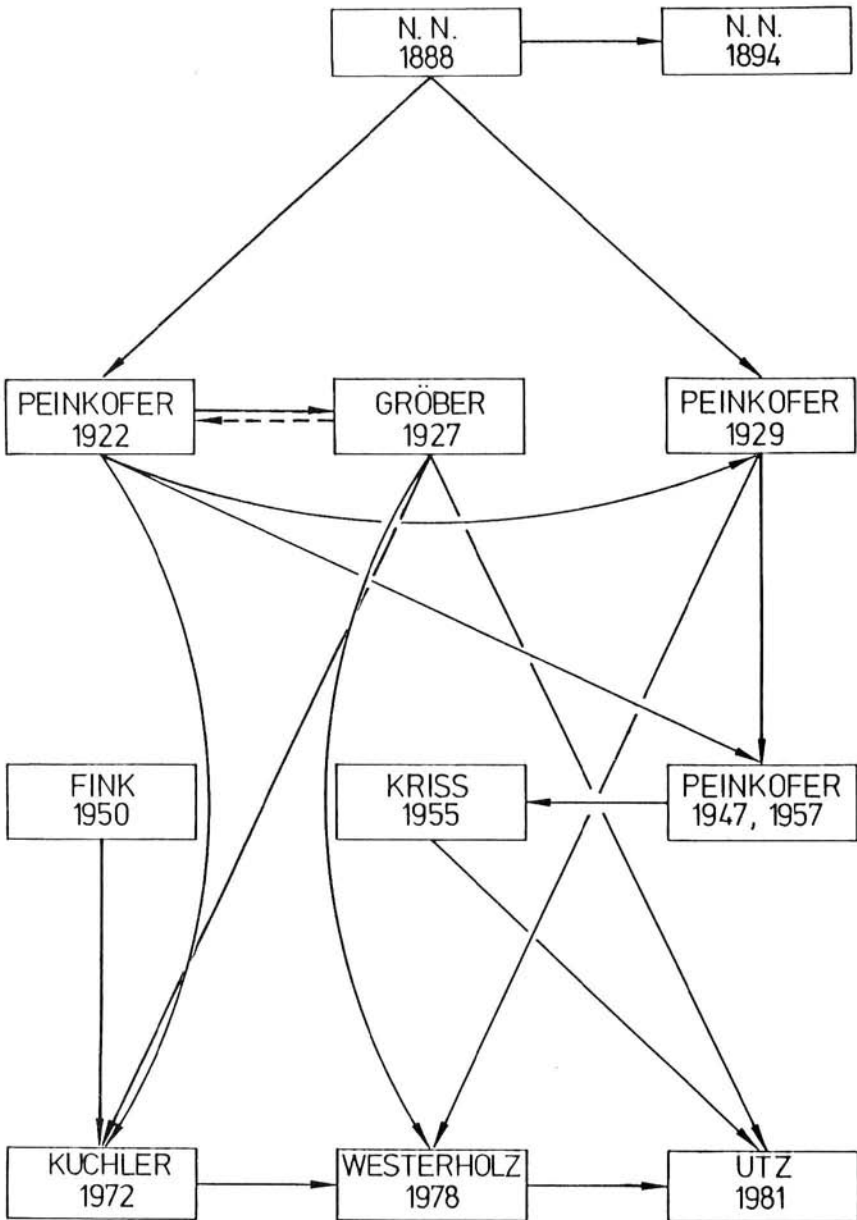 N. N.
1888
N. N.
1894
PEINKOFER
1922
GRÖBER
1927
PEINKOFER
1929
FINK
1950
KRISS
1955
PEINKOFER
1947, 1957
KUCHLER
1972
WESTERHOLZ
1978
UTZ
1981